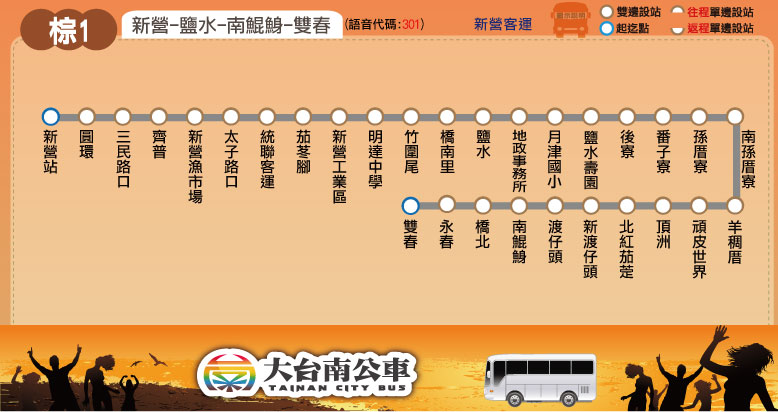 棕1
新營-鹽水-南鯤鯓-雙春
(語音代碼:301)
新營客運
雙邊設站
往程單邊設站
起迄點
返程單邊設站
新營站
圓環
三民路口
齊普
新營漁市場
太子路口
統聯客運
茄苳腳
新營工業區
明達中學
竹圍尾
橋南里
鹽水
地政事務所
月津國小
鹽水壽園
後寮
番子寮
孫厝寮
南孫厝寮
羊稠厝
頑皮世界
頂洲
北紅茄萣
新渡仔頭
渡仔頭
南鯤鯓
橋北
永春
雙春
大台南公車
TAINAN CITY BUS